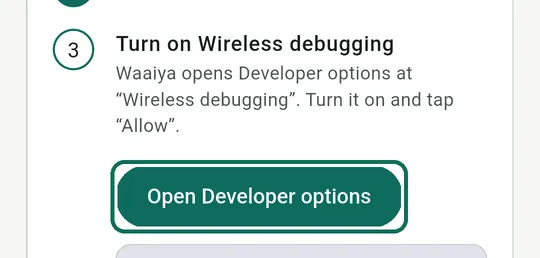 3
Turn on Wireless debugging
Waaiya opens Developer options at
“Wireless debugging”. Turn it on and tap
“Allow”.
Open Developer options